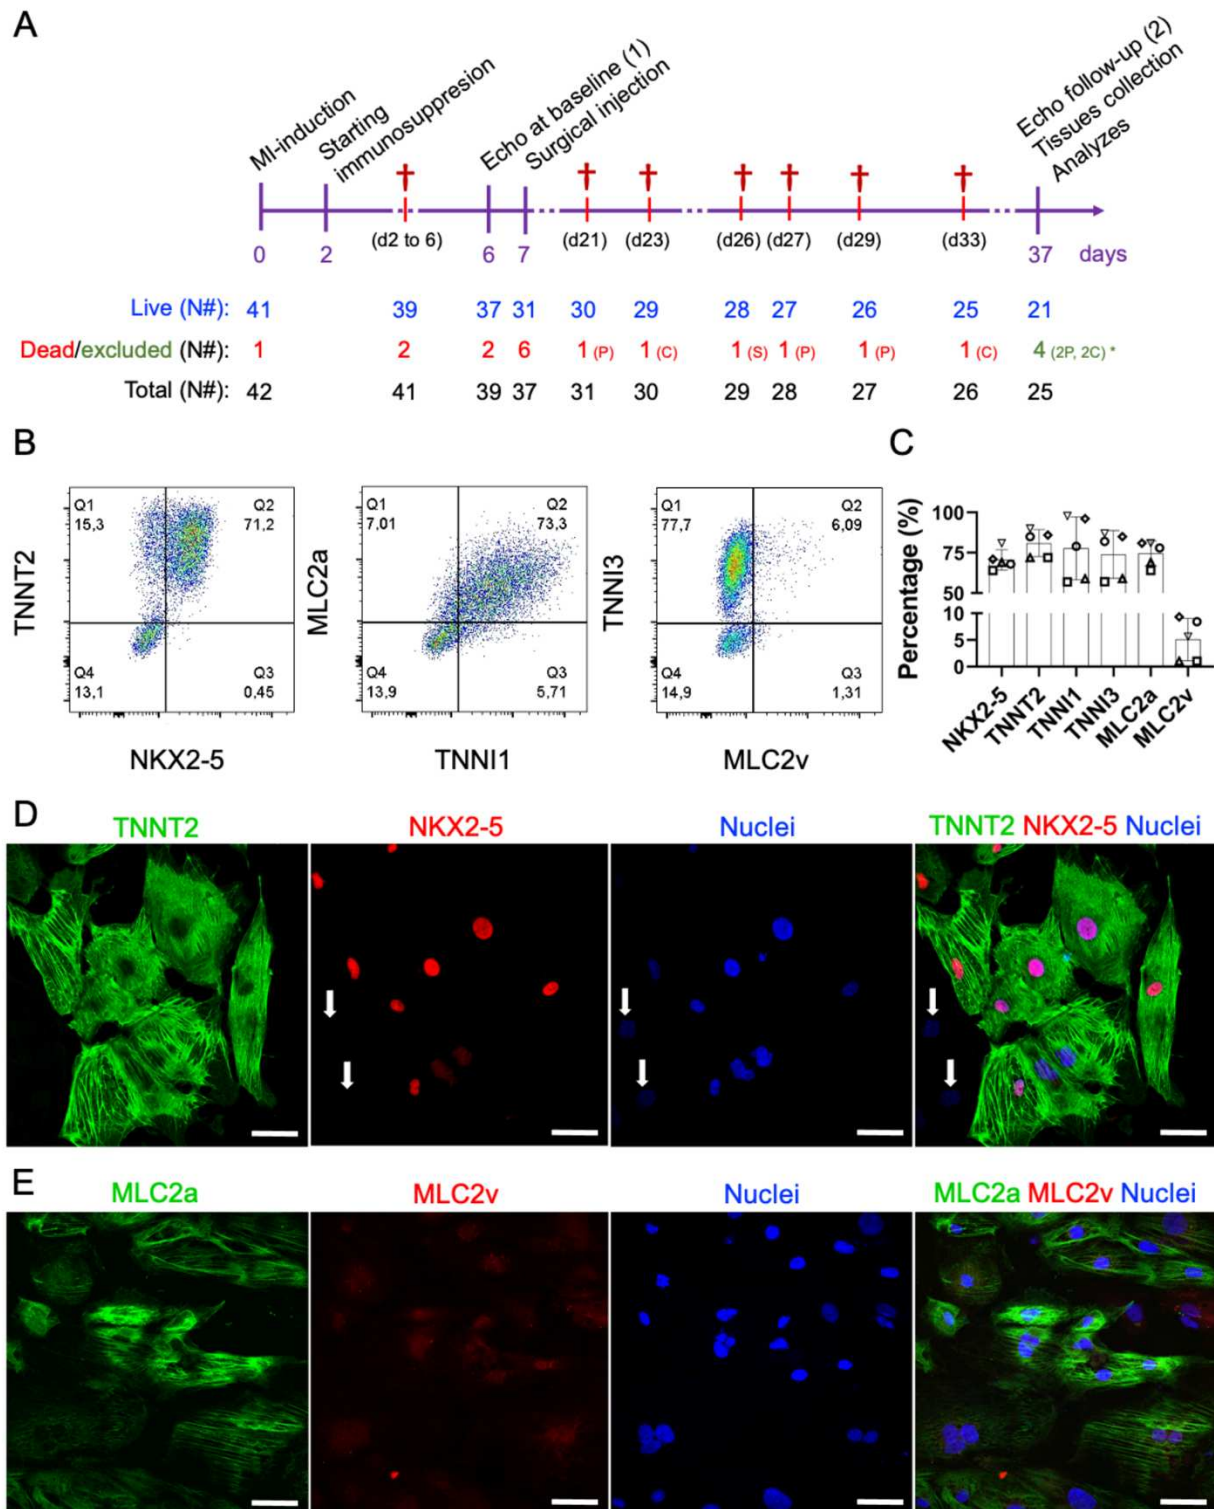 A
MI-induction
Starting
immunosuppresion
Echo at baseline (1)
Surgical injection
Echo follow-up (2)
Tissues collection
Analyzes
(d2 to 6) (d21) (d23) (d26) (d27) (d29) (d33)
0 2 6 7 37 days
Live (N#): 41 39 37 31 30 29 28 27 26 25 21
Dead/excluded (N#): 1 2 2 6 1 (P) 1 (C) 1 (S) 1 (P) 1 (P) 1 (C) 4 (2P, 2C) *
Total (N#): 42 41 39 37 31 30 29 28 27 26 25
B
TNNT2
Q1
15,3
Q2
71,2
Q4
13,1
Q3
0,45
NKX2-5
MLC2a
Q1
7,01
Q2
73,3
Q4
13,9
Q3
5,71
TNNI1
TNNI3
Q1
77,7
Q2
6,09
Q4
14,9
Q3
1,31
MLC2v
C
Percentage (%)
100
75
50
10
5
0
NKX2-5
TNNT2
TNNI1
TNNI3
MLC2a
MLC2v
D
TNNT2 NKX2-5 Nuclei TNNT2 NKX2-5 Nuclei
E
MLC2a MLC2v Nuclei MLC2a MLC2v Nuclei